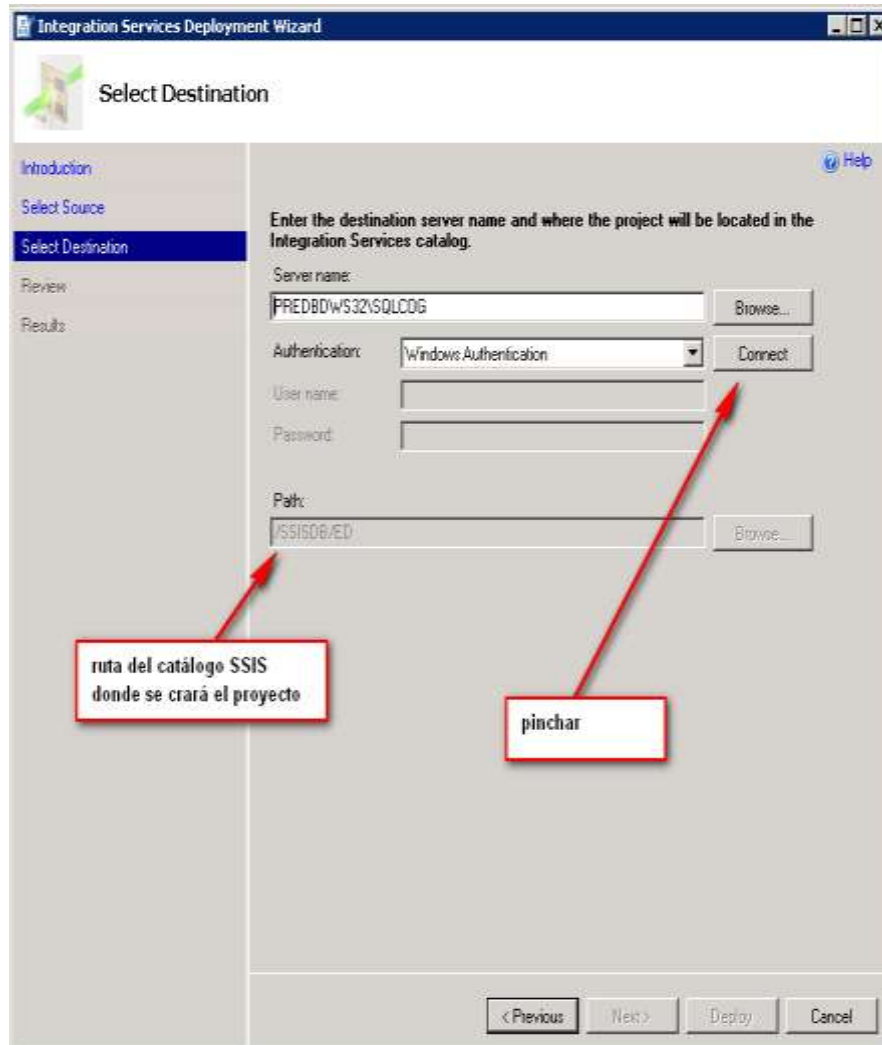 Integration Services Deployment Wizard
Select Destination
Help
Introduction
Select Source
Select Destination
Review
Results
Enter the destination server name and where the project will be located in the
Integration Services catalog.
Server name:
PREDBDWS32\SQLCOG
Browse...
Authentication:
Windows Authentication
Connect
User name:
Password:
Path:
/SSISDB/ED
Browse...
ruta del catálogo SSIS
donde se crará el proyecto
pinchar
< Previous
Next >
Deploy
Cancel